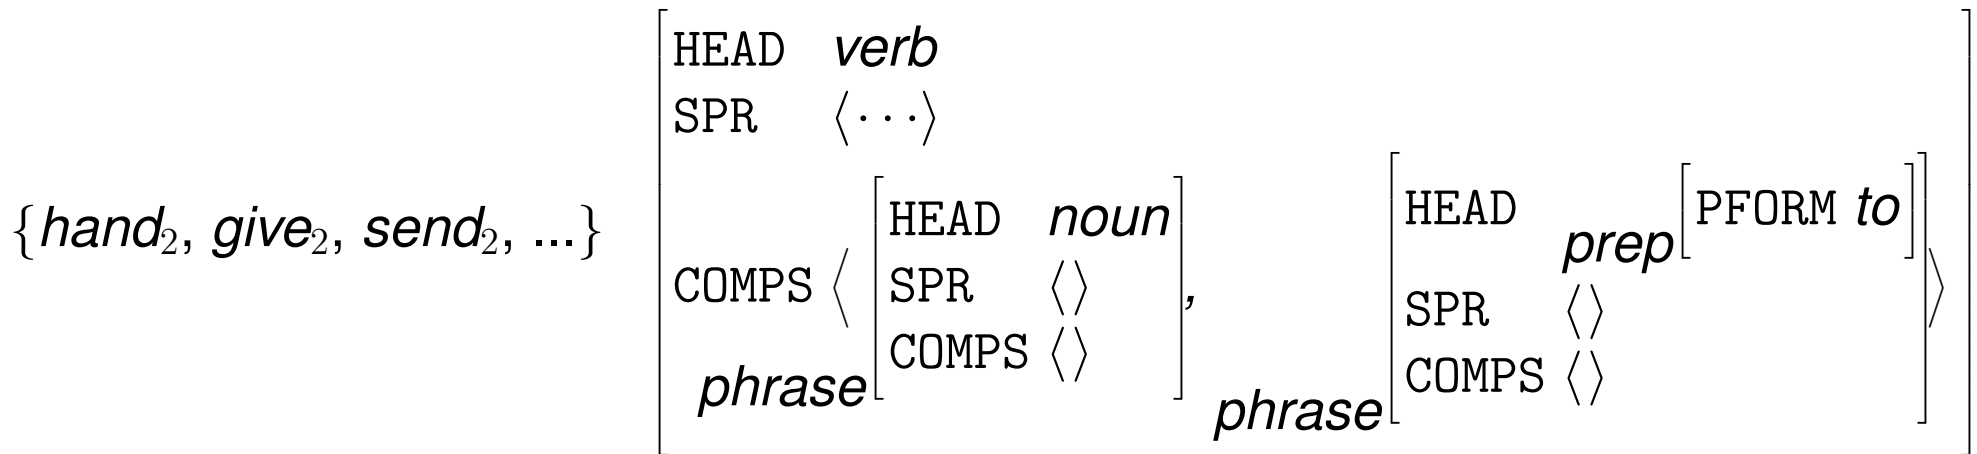 HEAD verb
SPR ⟨···⟩
{hand₂, give₂, send₂, ...}
COMPS ⟨ phrase[HEAD noun
SPR ⟨⟩
COMPS ⟨⟩],
phrase[HEAD prep[PFORM to]
SPR ⟨⟩
COMPS ⟨⟩]⟩